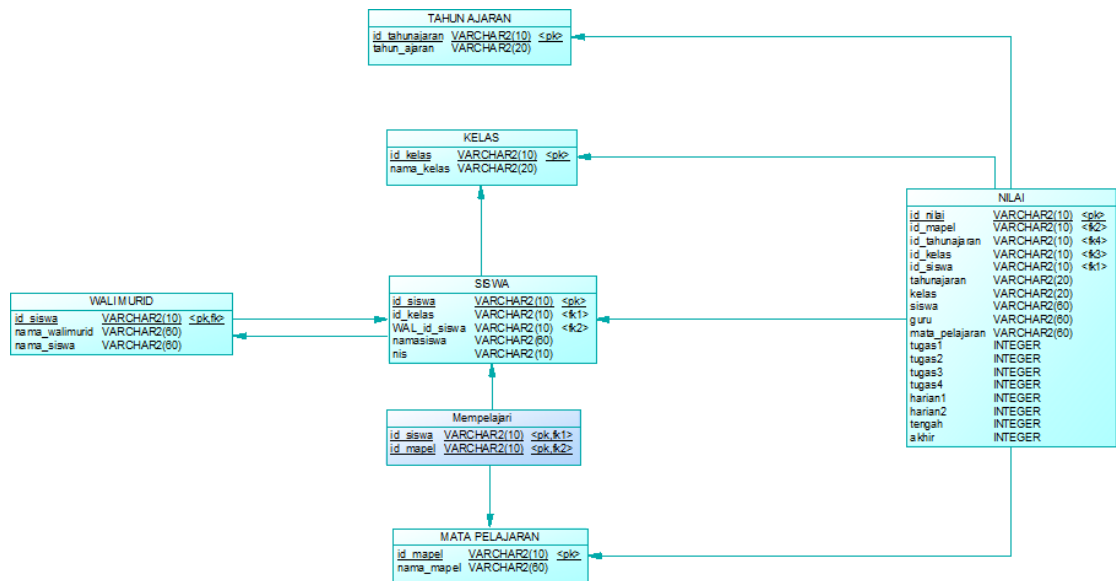 TAHUN AJARAN
id_tahunajaran VARCHAR2(10) <pk>
tahun_ajaran VARCHAR2(20)
KELAS
id_kelas VARCHAR2(10) <pk>
nama_kelas VARCHAR2(20)
NILAI
id_nilai VARCHAR2(10) <pk>
id_mapel VARCHAR2(10) <fk2>
id_tahunajaran VARCHAR2(10) <fk4>
id_kelas VARCHAR2(10) <fk3>
id_siswa VARCHAR2(10) <fk1>
tahunajaran VARCHAR2(20)
kelas VARCHAR2(20)
siswa VARCHAR2(60)
guru VARCHAR2(60)
mata_pelajaran VARCHAR2(60)
tugas1 INTEGER
tugas2 INTEGER
tugas3 INTEGER
tugas4 INTEGER
harian1 INTEGER
harian2 INTEGER
tengah INTEGER
akhir INTEGER
SISWA
id_siswa VARCHAR2(10) <pk>
id_kelas VARCHAR2(10) <fk1>
WAL_id_siswa VARCHAR2(10) <fk2>
namasiswa VARCHAR2(60)
nis VARCHAR2(10)
WALI MURID
id_siswa VARCHAR2(10) <pk,fk>
nama_walimurid VARCHAR2(60)
nama_siswa VARCHAR2(60)
Mempelajari
id_siswa VARCHAR2(10) <pk,fk1>
id_mapel VARCHAR2(10) <pk,fk2>
MATA PELAJARAN
id_mapel VARCHAR2(10) <pk>
nama_mapel VARCHAR2(60)